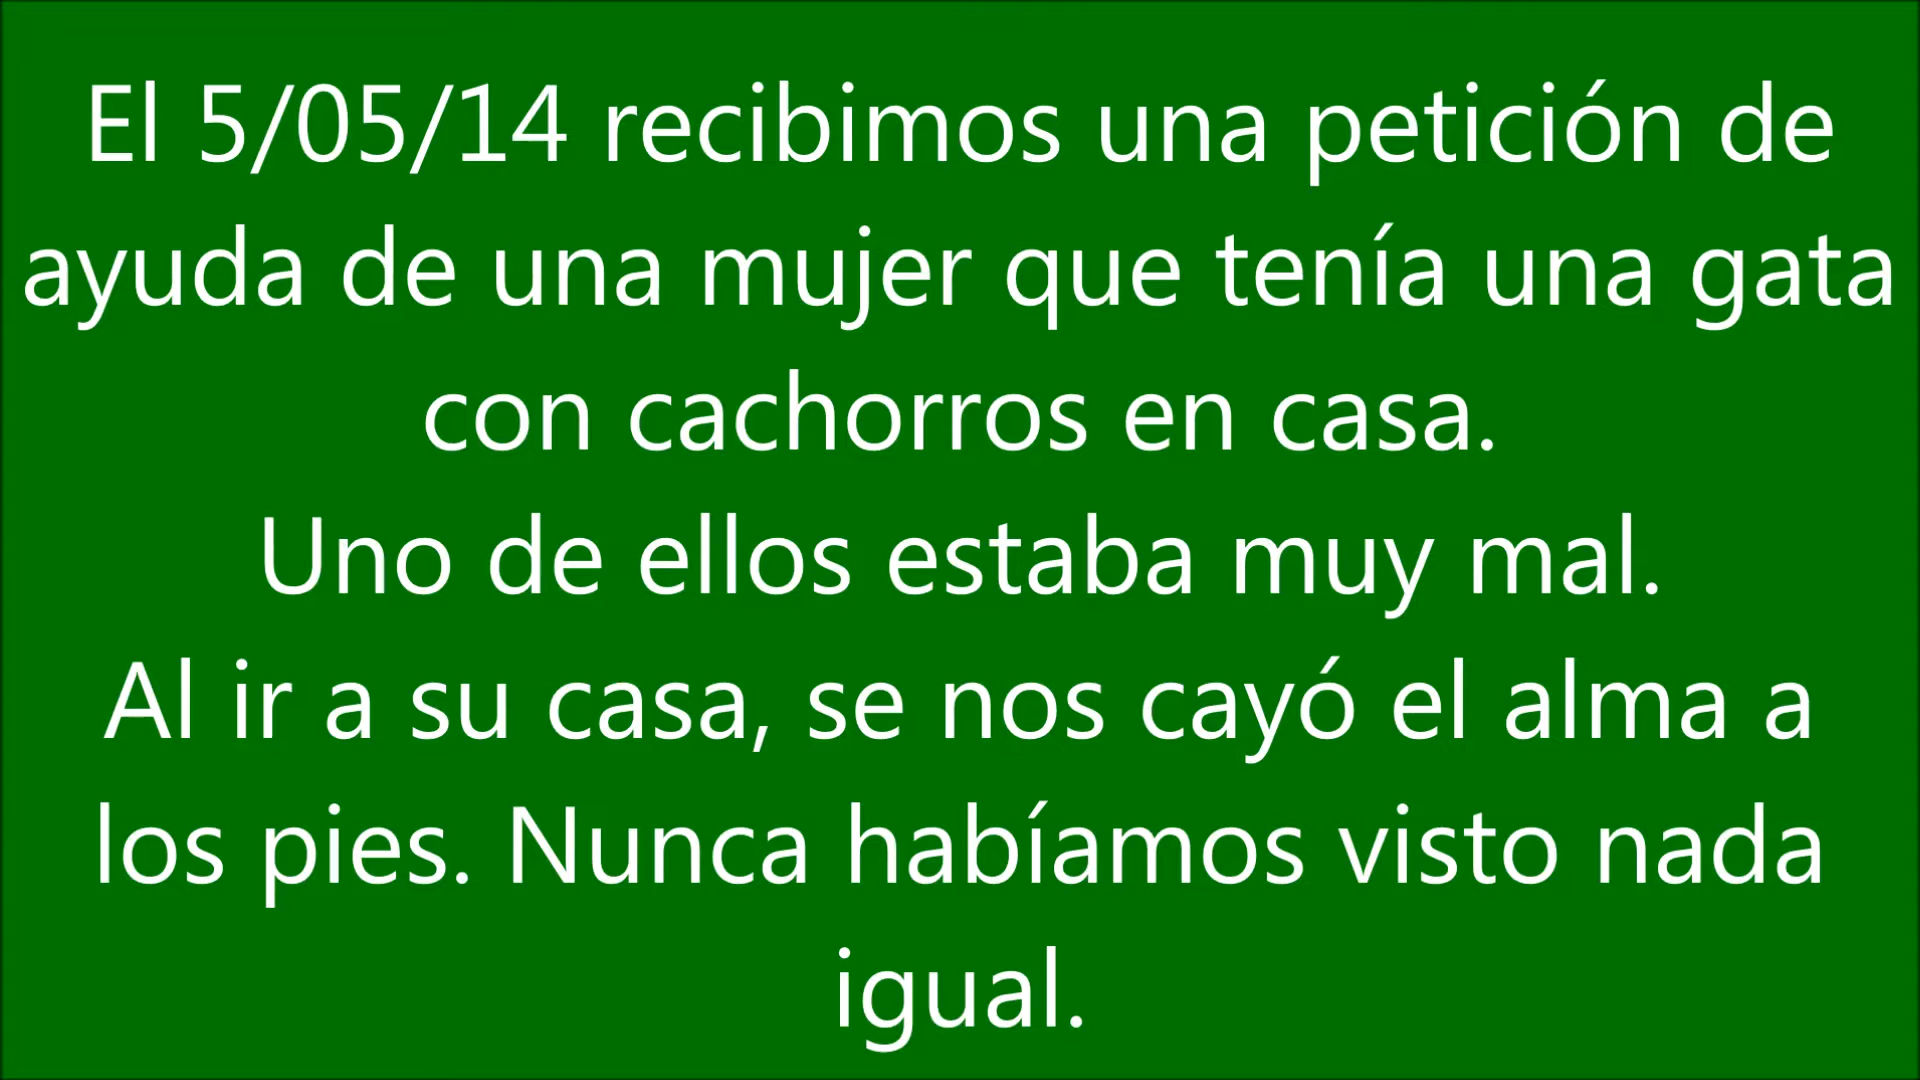 El 5/05/14 recibimos una petición de
ayuda de una mujer que tenía una gata
con cachorros en casa.
Uno de ellos estaba muy mal.
Al ir a su casa, se nos cayó el alma a
los pies. Nunca habíamos visto nada
igual.